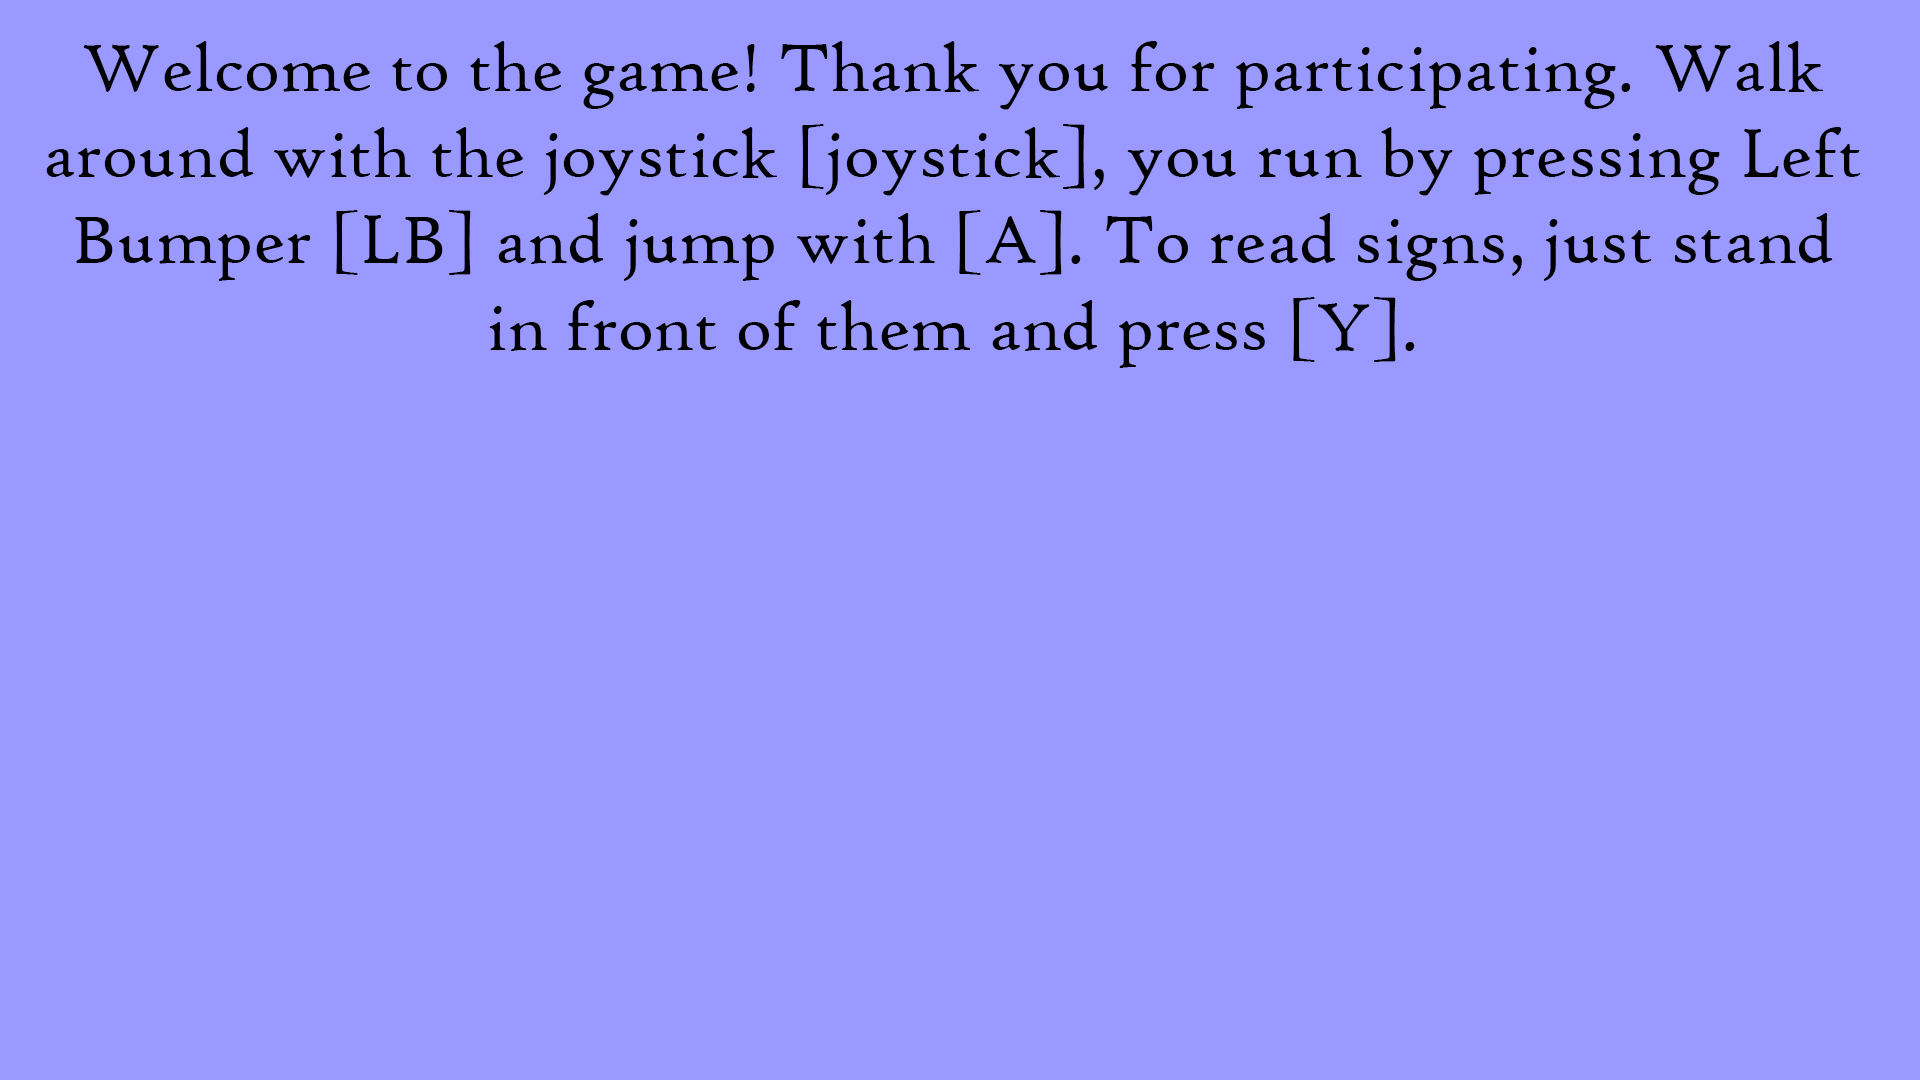 Welcome to the game! Thank you for participating. Walk
around with the joystick [joystick], you run by pressing Left
Bumper [LB] and jump with [A]. To read signs, just stand
in front of them and press [Y].